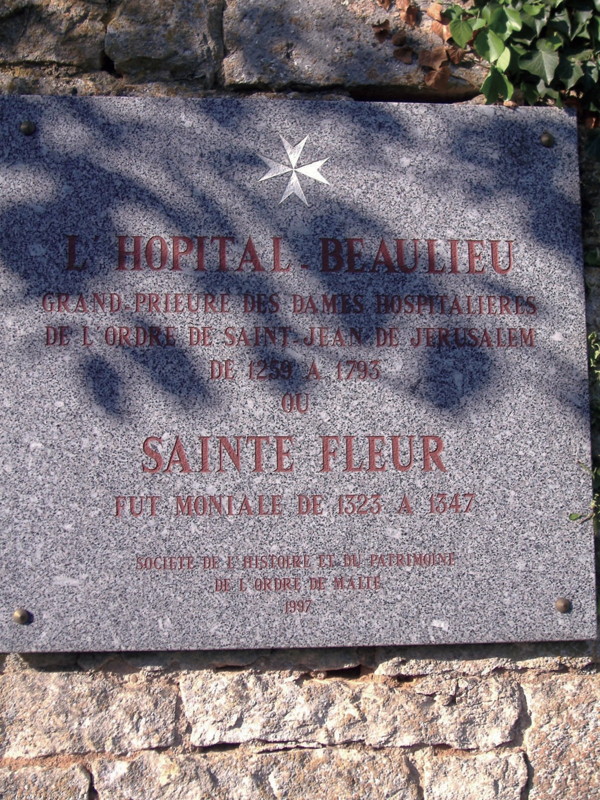 L'HOPITAL-BEAULIEU
GRAND-PRIEURE DES DAMES HOSPITALIERES
DE L'ORDRE DE SAINT-JEAN DE JERUSALEM
DE 1259 A 1793
OU
SAINTE FLEUR
FUT MONIALE DE 1323 A 1347
SOCIETE DE L'HISTOIRE ET DU PATRIMOINE
DE L'ORDRE DE MALTE
1997